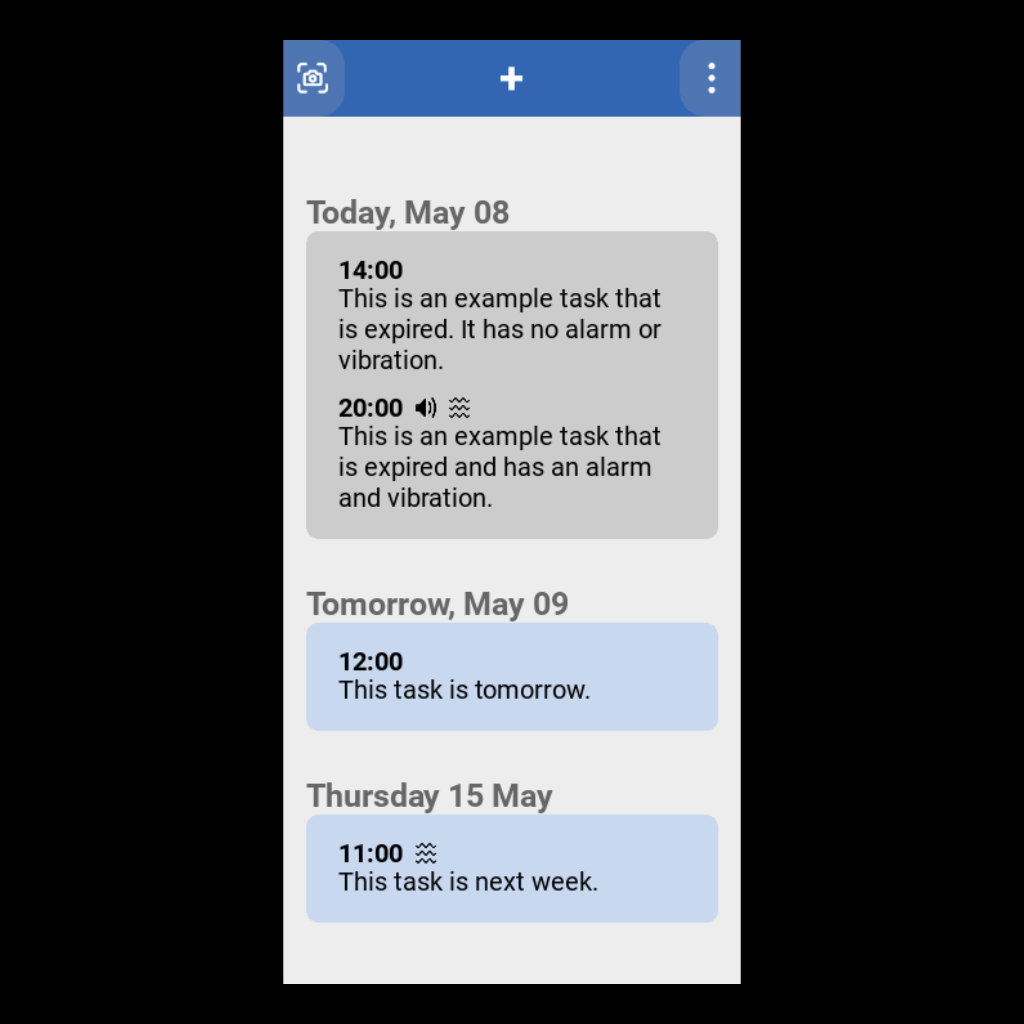 Today, May 08
14:00
This is an example task that
is expired. It has no alarm or
vibration.
20:00
This is an example task that
is expired and has an alarm
and vibration.
Tomorrow, May 09
12:00
This task is tomorrow.
Thursday 15 May
11:00
This task is next week.